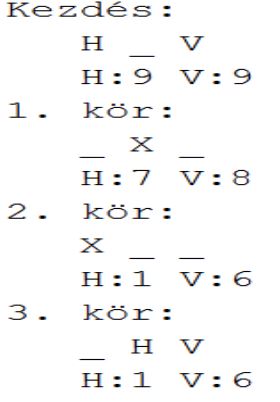 Kezdés:
H _ V
H:9 V:9
1. kör:
_ X _
H:7 V:8
2. kör:
X _ _
H:1 V:6
3. kör:
_ H V
H:1 V:6